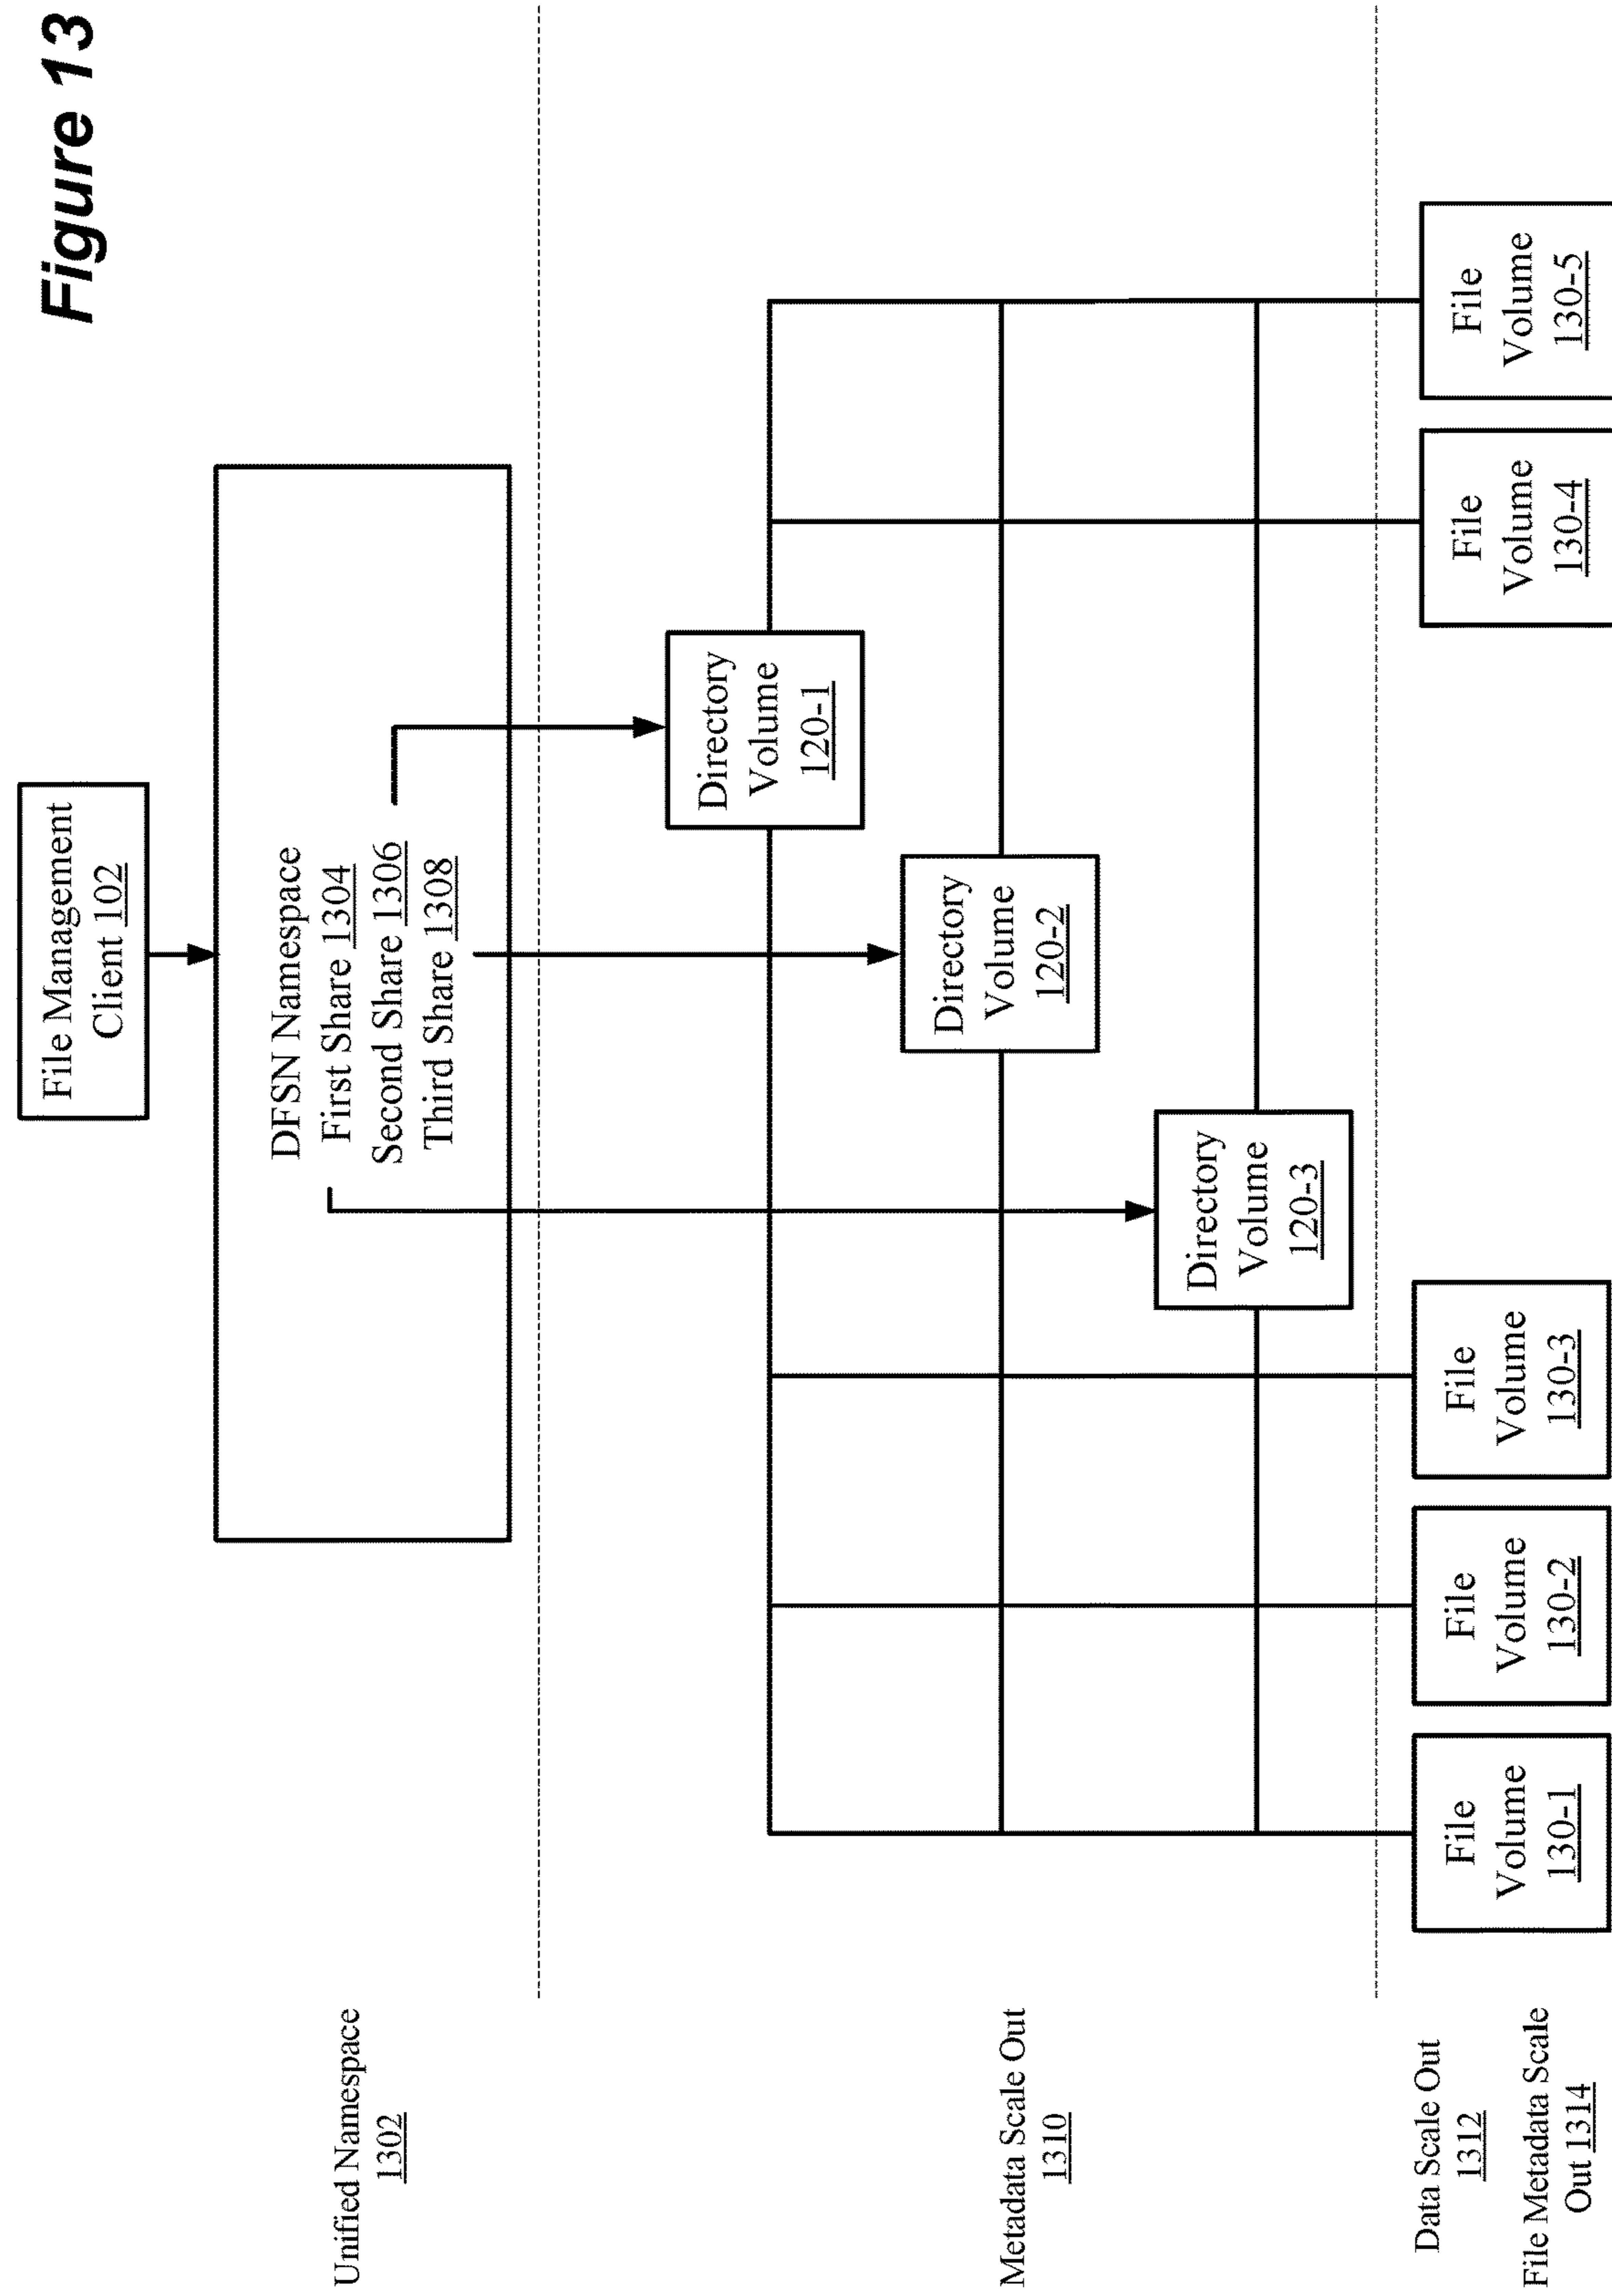 Figure 13
File Management
Client 102
DFSN Namespace
First Share 1304
Second Share 1306
Third Share 1308
Unified Namespace
1302
Directory
Volume
120-1
Directory
Volume
120-2
Directory
Volume
120-3
Metadata Scale Out
1310
File
Volume
130-1
File
Volume
130-2
File
Volume
130-3
File
Volume
130-4
File
Volume
130-5
Data Scale Out
1312
File Metadata Scale
Out 1314